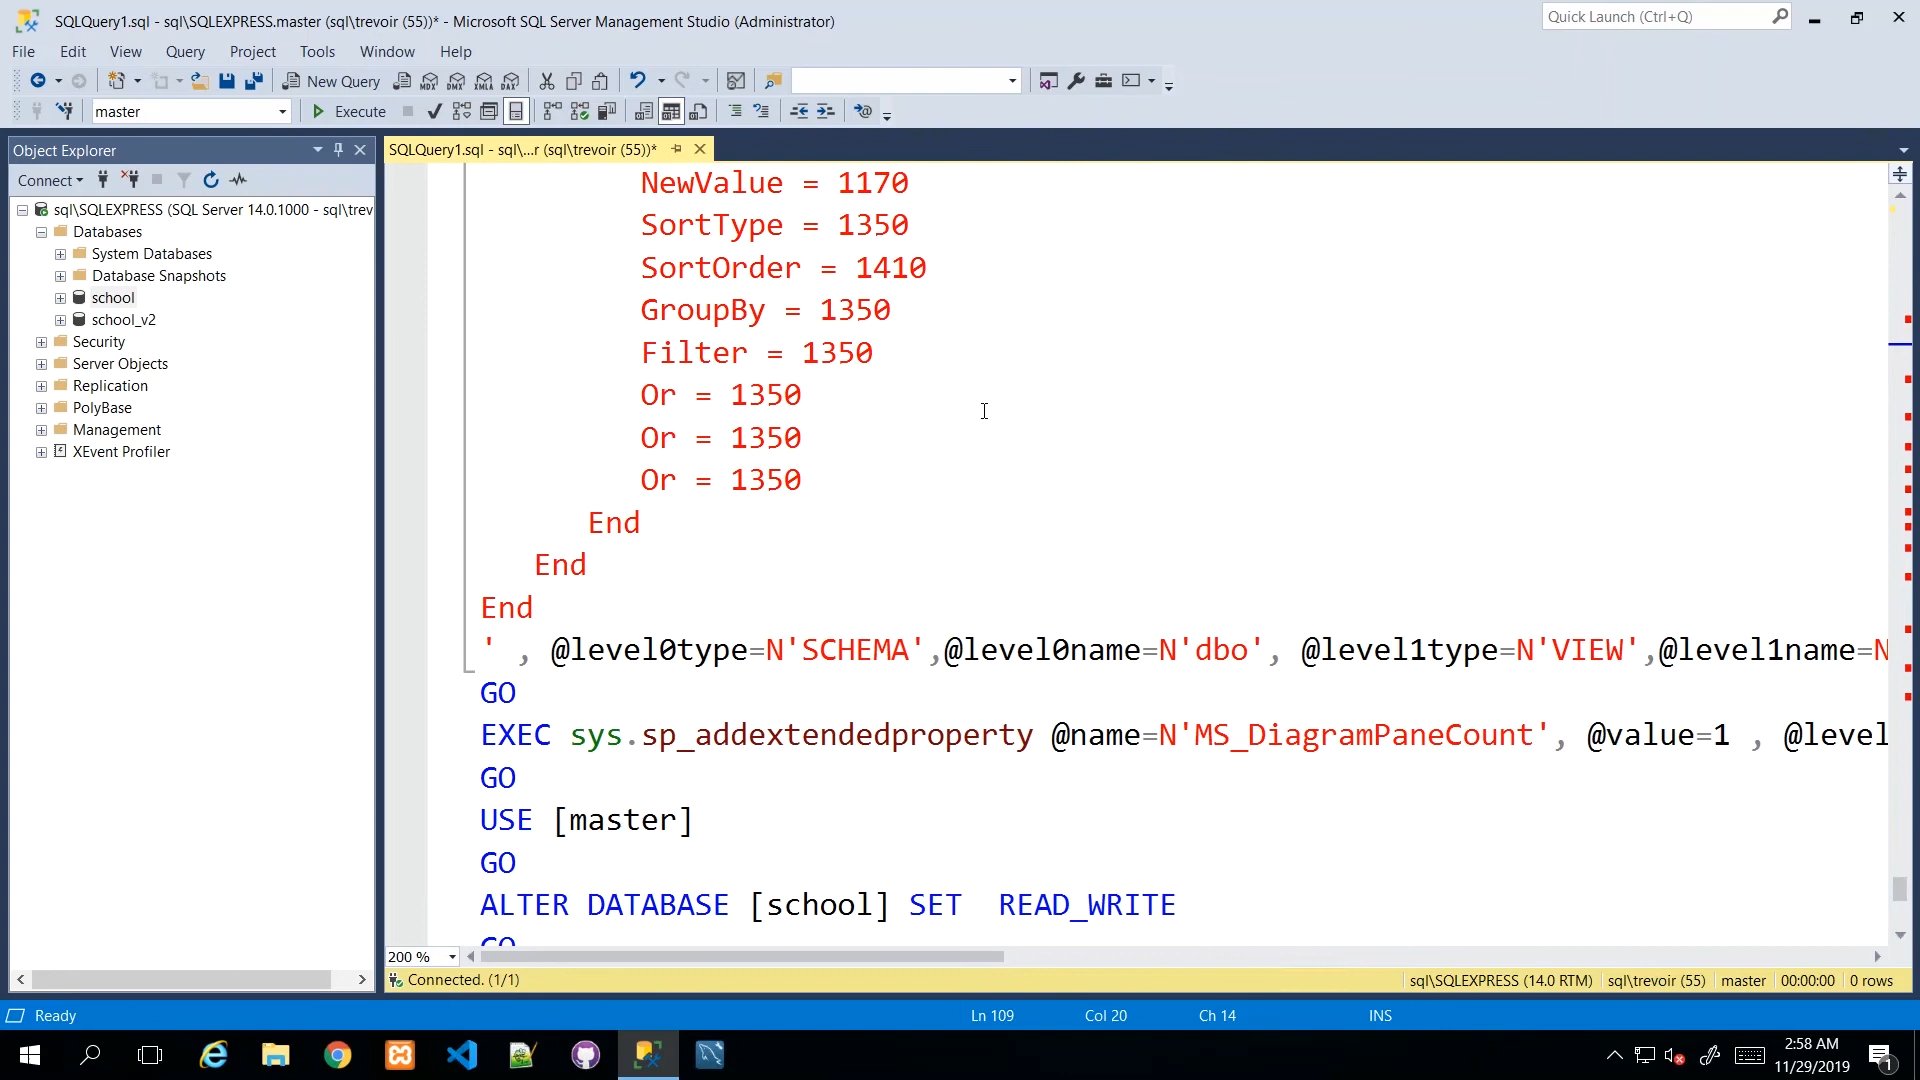 SQLQuery1.sql - sql\SQLEXPRESS.master (sql\trevoir (55))* - Microsoft SQL Server Management Studio (Administrator)
Quick Launch (Ctrl+Q)
File Edit View Query Project Tools Window Help
New Query
MDX DMX XMLA DAX
master
Execute
Object Explorer
Connect
sql\SQLEXPRESS (SQL Server 14.0.1000 - sql\trev
Databases
System Databases
Database Snapshots
school
school_v2
Security
Server Objects
Replication
PolyBase
Management
XEvent Profiler
SQLQuery1.sql - sql\...r (sql\trevoir (55))*
NewValue = 1170
SortType = 1350
SortOrder = 1410
GroupBy = 1350
Filter = 1350
Or = 1350
Or = 1350
Or = 1350
End
End
End
' , @level0type=N'SCHEMA',@level0name=N'dbo', @level1type=N'VIEW',@level1name=N
GO
EXEC sys.sp_addextendedproperty @name=N'MS_DiagramPaneCount', @value=1 , @level
GO
USE [master]
GO
ALTER DATABASE [school] SET  READ_WRITE
GO
200 %
Connected. (1/1)
sql\SQLEXPRESS (14.0 RTM) sql\trevoir (55) master 00:00:00 0 rows
Ready
Ln 109 Col 20 Ch 14 INS
2:58 AM
11/29/2019
1